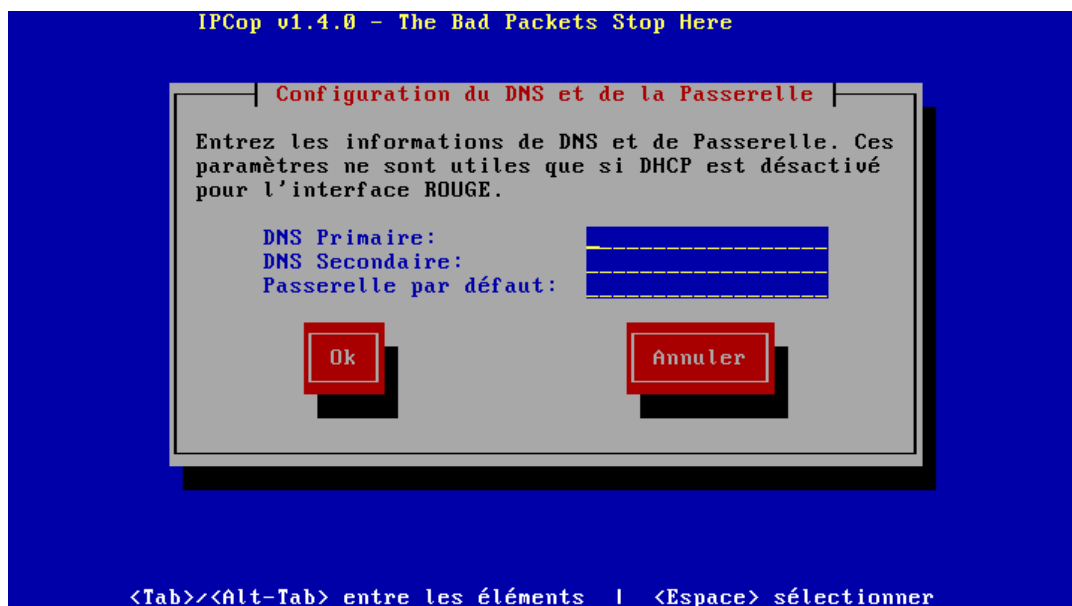 IPCop v1.4.0 - The Bad Packets Stop Here
Configuration du DNS et de la Passerelle
Entrez les informations de DNS et de Passerelle. Ces
paramètres ne sont utiles que si DHCP est désactivé
pour l'interface ROUGE.
DNS Primaire:
DNS Secondaire:
Passerelle par défaut:
Ok Annuler
<Tab>/<Alt-Tab> entre les éléments | <Espace> sélectionner